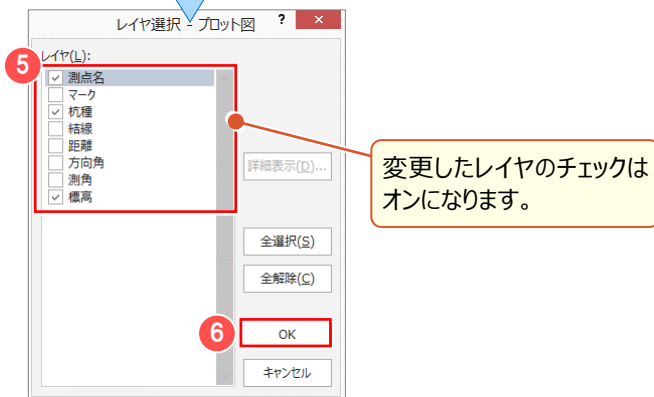 レイヤ選択 - プロット図 ? ×
レイヤ(L):
5
測点名
マーク
杭種
結線
距離
方向角
測角
標高
詳細表示(D)...
変更したレイヤのチェックは
オンになります。
全選択(S)
全解除(C)
6
OK
キャンセル